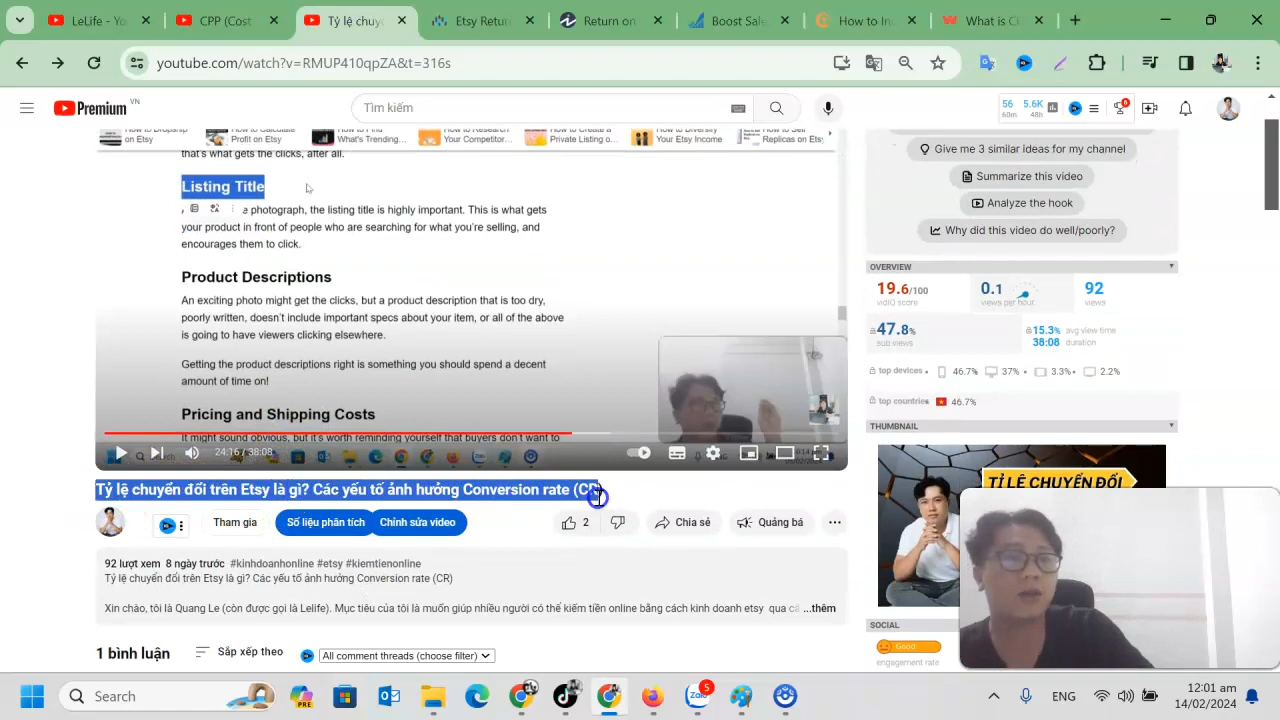 LELIFE - Yo
CPP (Cost
Tỷ lệ chuyể
Etsy Retur
Return on
Boost Sale
How to Inc
What is C
youtube.com/watch?v=RMUP410qpZA&t=316s
Premium VN
Tìm kiếm
56 5.6K
60m 48h
6
How to Dropship on Etsy
How to Calculate Profit on Etsy
How to Find What's Trending...
How to Research Your Competitor...
How to Create a Private Listing o...
How to Diversity Your Etsy Income
How to Sell Replicas on Etsy
that's what gets the clicks, after all.
Listing Title
e photograph, the listing title is highly important. This is what gets
your product in front of people who are searching for what you're selling, and
encourages them to click.
Product Descriptions
An exciting photo might get the clicks, but a product description that is too dry,
poorly written, doesn't include important specs about your item, or all of the above
is going to have viewers clicking elsewhere.
Getting the product descriptions right is something you should spend a decent
amount of time on!
Pricing and Shipping Costs
It might sound obvious, but it's worth reminding yourself that buyers don't want to
24:16 / 38:08
Tỷ lệ chuyển đổi trên Etsy là gì? Các yếu tố ảnh hưởng Conversion rate (CR)
Tham gia
Số liệu phân tích
Chỉnh sửa video
2
Chia sẻ
Quảng bá
92 lượt xem 8 ngày trước #kinhdoanhonline #etsy #kiemtienonline
Tỷ lệ chuyển đổi trên Etsy là gì? Các yếu tố ảnh hưởng Conversion rate (CR)
Xin chào, tôi là Quang Le (còn được gọi là Lelife). Mục tiêu của tôi là muốn giúp nhiều người có thể kiếm tiền online bằng cách kinh doanh etsy qua cá ...thêm
1 bình luận
Sắp xếp theo
All comment threads (choose filter)
Give me 3 similar ideas for my channel
Summarize this video
Analyze the hook
Why did this video do well/poorly?
OVERVIEW
19.6/100
vidIQ score
0.1
views per hour
92
views
47.8%
sub views
15.3% avg view time
38:08 duration
top devices 46.7% 37% 3.3% 2.2%
top countries 46.7%
THUMBNAIL
TỈ LỆ CHUYỂN ĐỔI
SOCIAL
Good
engagement rate
Search
PRE
5
ENG
12:01 am
14/02/2024